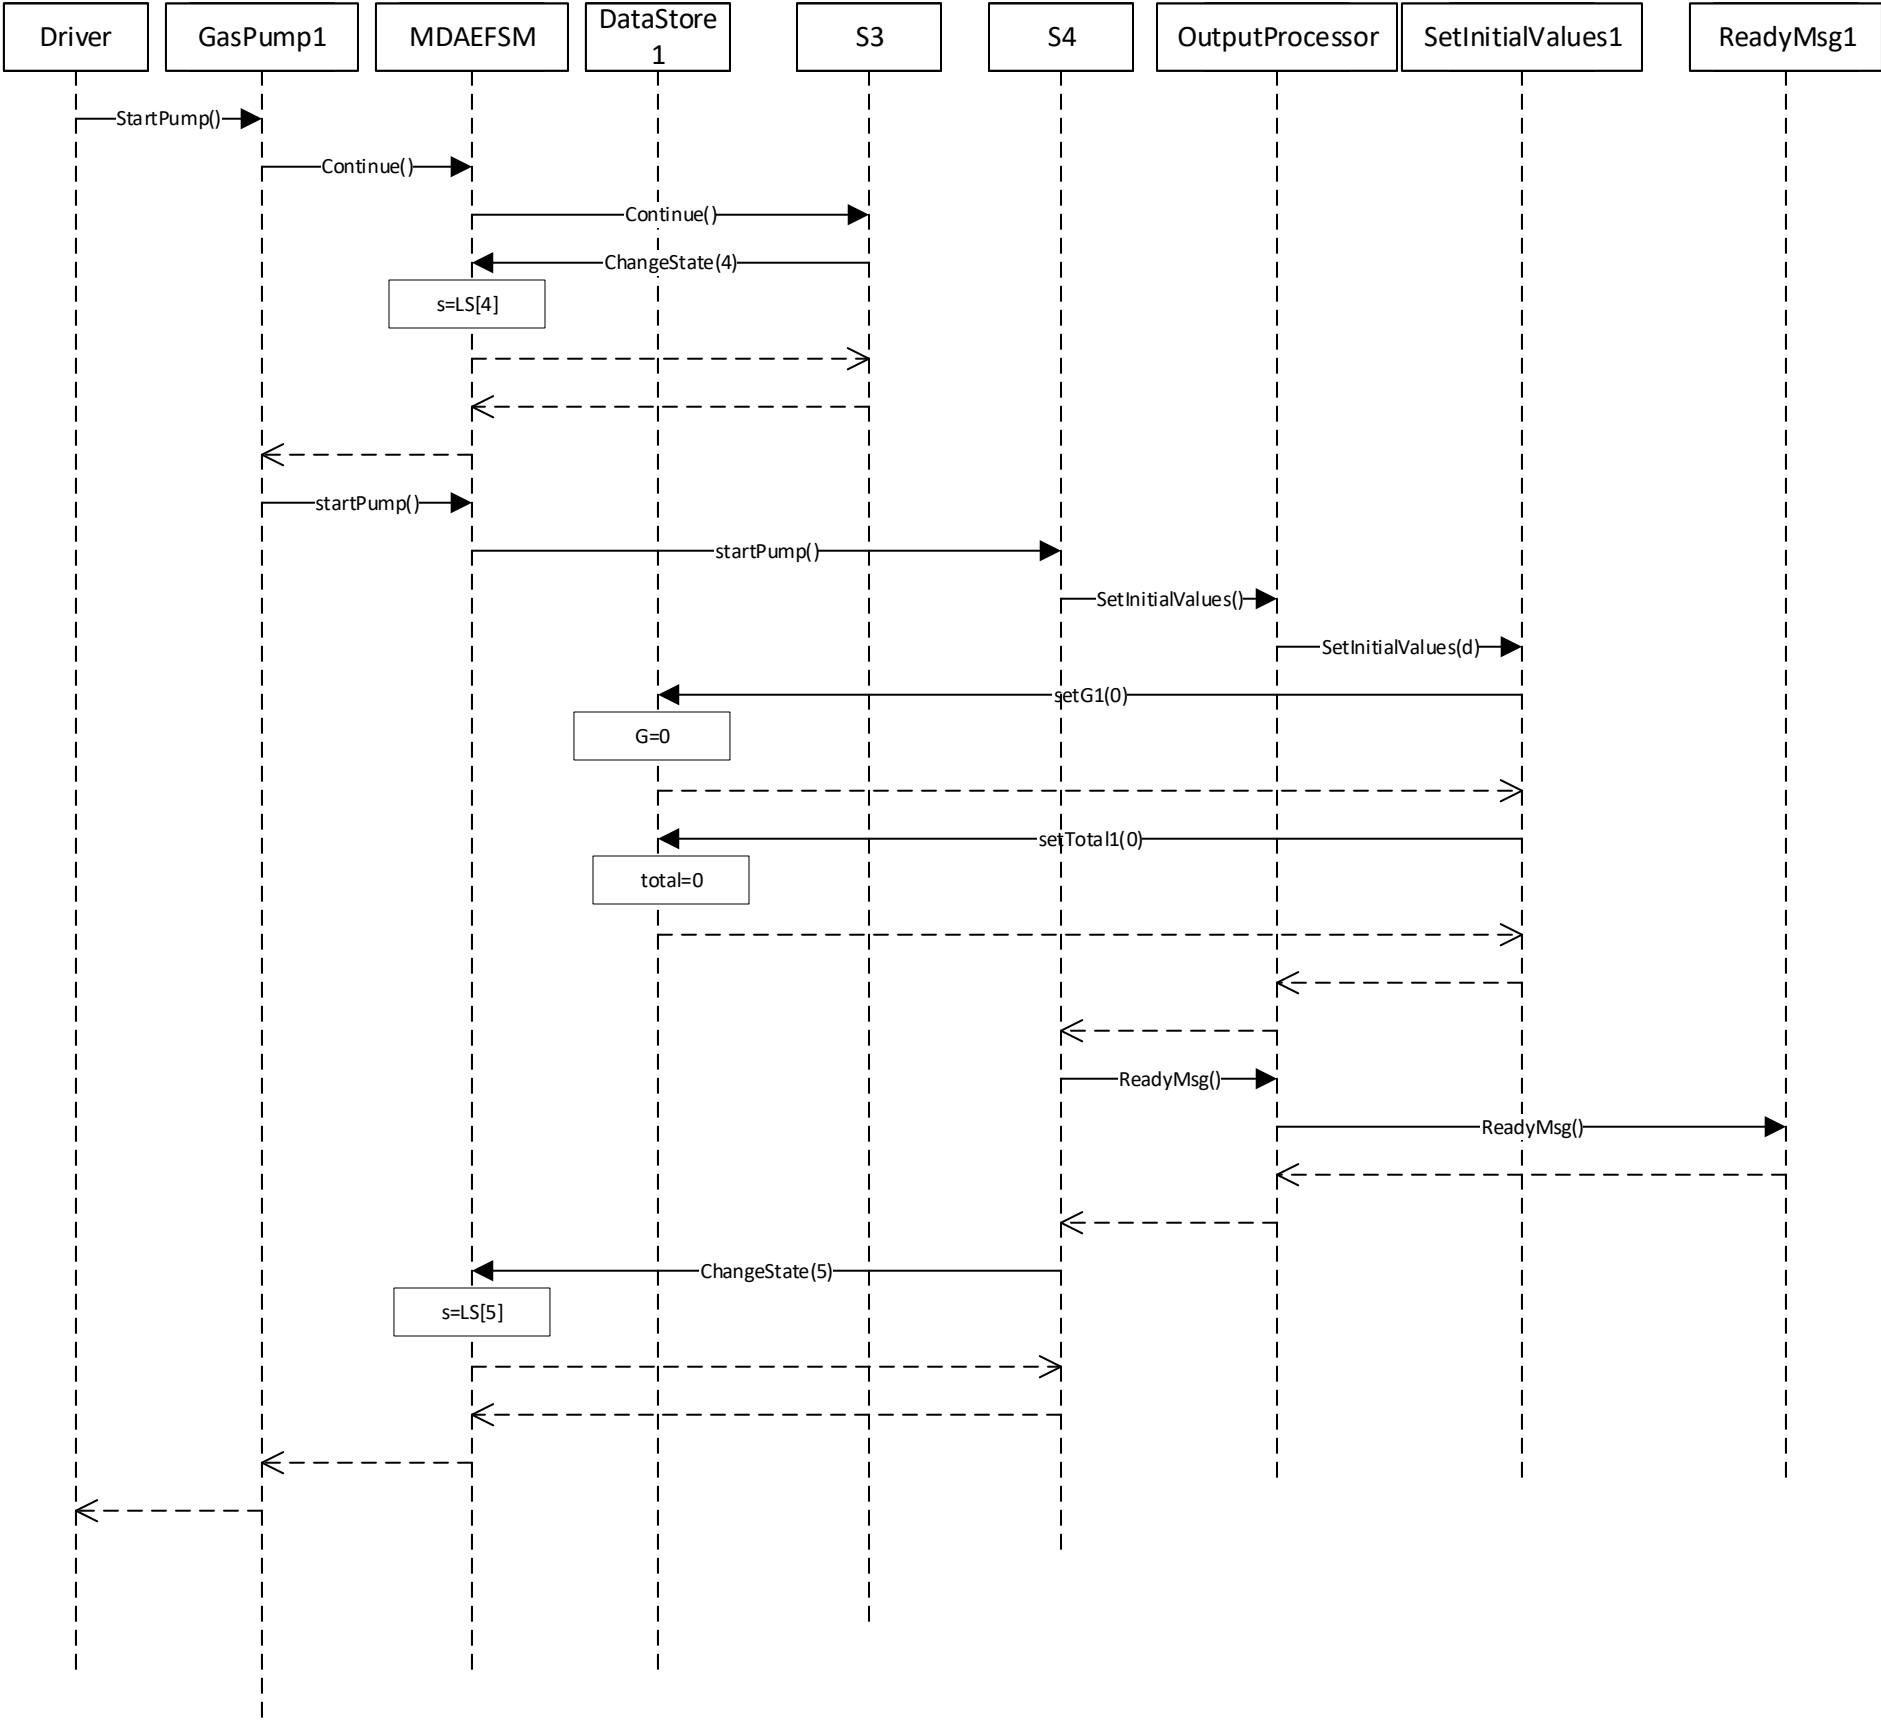 Driver
GasPump1
MDAEFSM
DataStore
1
S3
S4
OutputProcessor
SetInitialValues1
ReadyMsg1
StartPump()
Continue()
Continue()
ChangeState(4)
s=LS[4]
startPump()
startPump()
SetInitialValues()
SetInitialValues(d)
setG1(0)
G=0
setTotal1(0)
total=0
ReadyMsg()
ReadyMsg()
ChangeState(5)
s=LS[5]